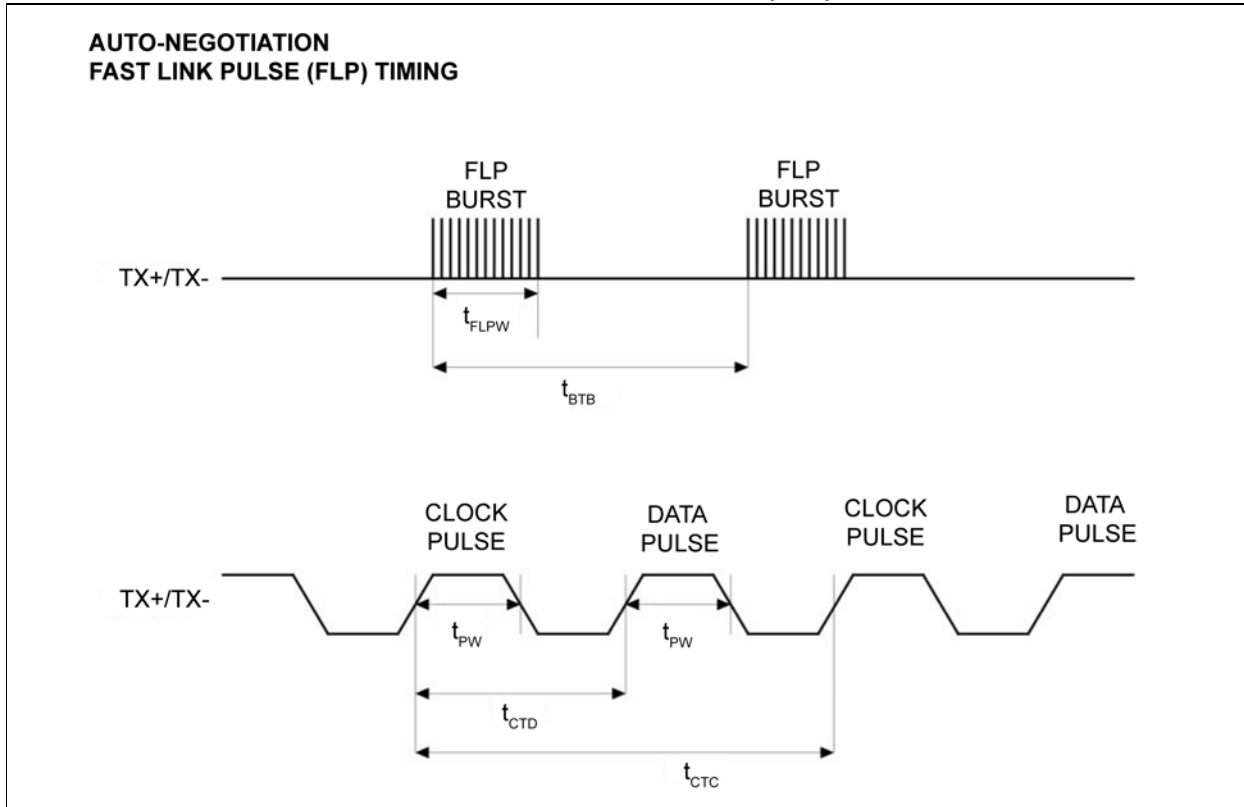 AUTO-NEGOTIATION
FAST LINK PULSE (FLP) TIMING
FLP
BURST
FLP
BURST
TX+/TX-
tFLPW
tBTB
CLOCK
PULSE
DATA
PULSE
CLOCK
PULSE
DATA
PULSE
TX+/TX-
tPW
tPW
tCTD
tCTC